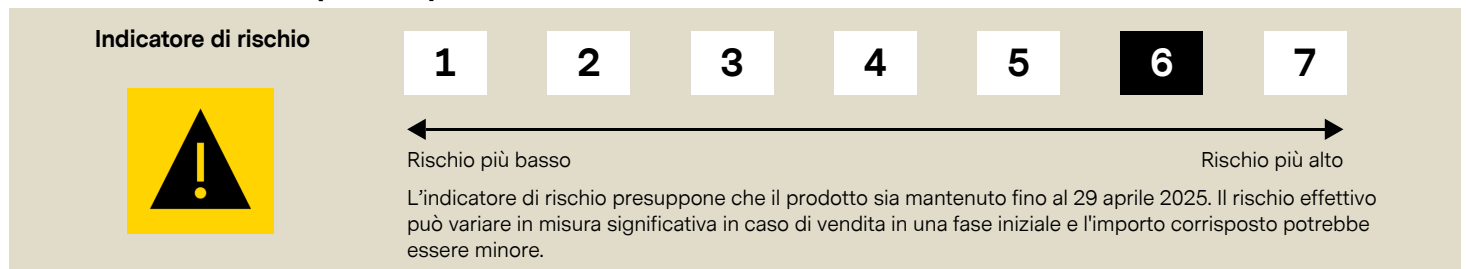 Indicatore di rischio
1 2 3 4 5 6 7
Rischio più basso Rischio più alto
L'indicatore di rischio presuppone che il prodotto sia mantenuto fino al 29 aprile 2025. Il rischio effettivo
può variare in misura significativa in caso di vendita in una fase iniziale e l'importo corrisposto potrebbe
essere minore.